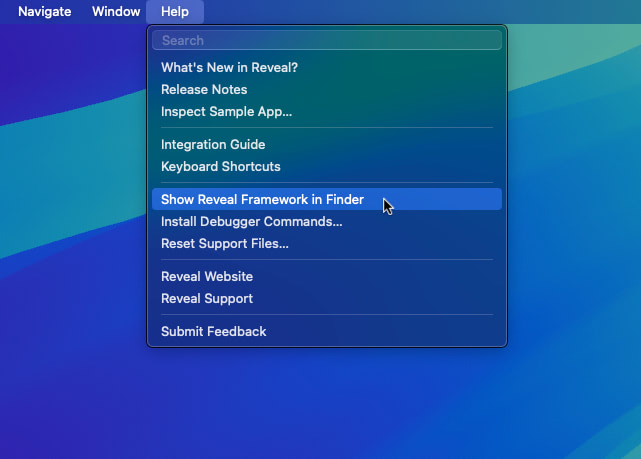 Navigate Window Help
Search
What's New in Reveal?
Release Notes
Inspect Sample App...
Integration Guide
Keyboard Shortcuts
Show Reveal Framework in Finder
Install Debugger Commands...
Reset Support Files...
Reveal Website
Reveal Support
Submit Feedback